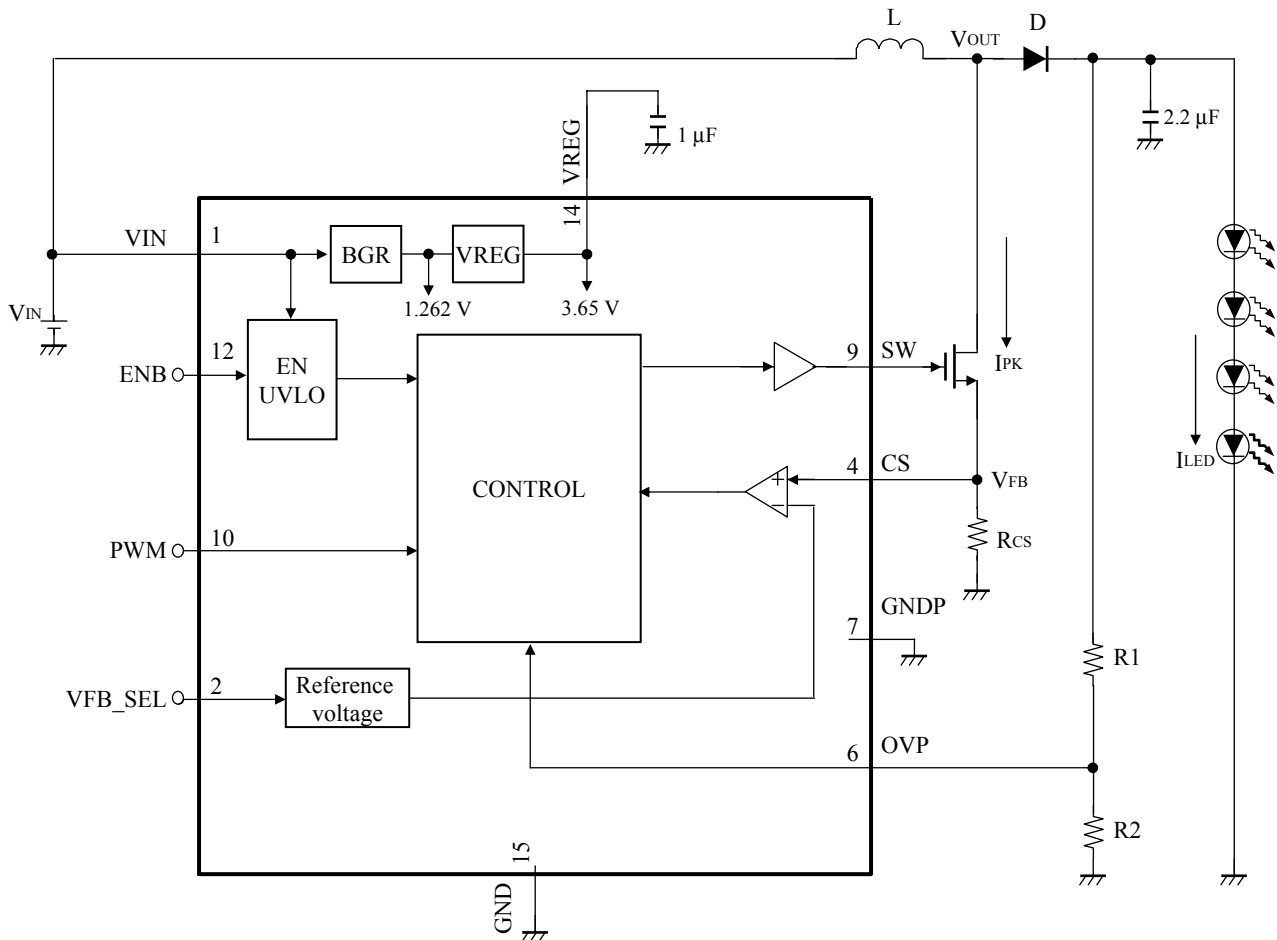 L
VOUT
D
2.2 µF
1 µF
VREG
14
VIN
1
BGR
VREG
1.262 V
3.65 V
VIN
12
ENB
EN
UVLO
9
SW
IPK
ILED
CONTROL
4
CS
VFB
RCS
PWM
10
GNDP
7
R1
VFB_SEL
2
Reference
voltage
6
OVP
R2
15
GND